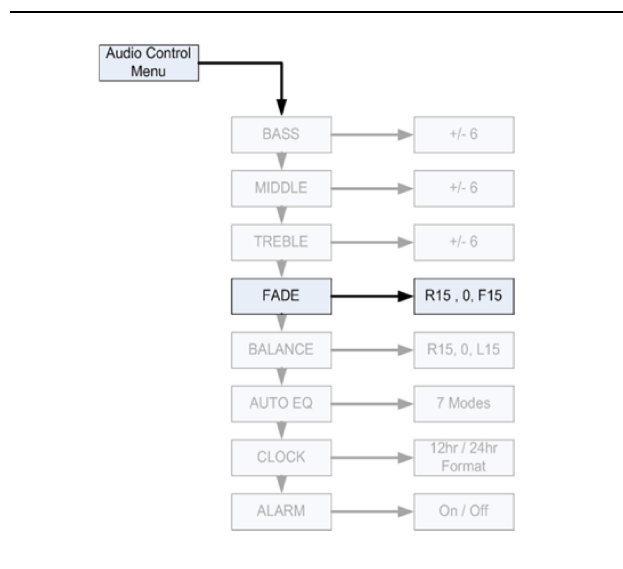 Audio Control
Menu
BASS
+/- 6
MIDDLE
+/- 6
TREBLE
+/- 6
FADE
R15 , 0, F15
BALANCE
R15, 0, L15
AUTO EQ
7 Modes
CLOCK
12hr / 24hr
Format
ALARM
On / Off